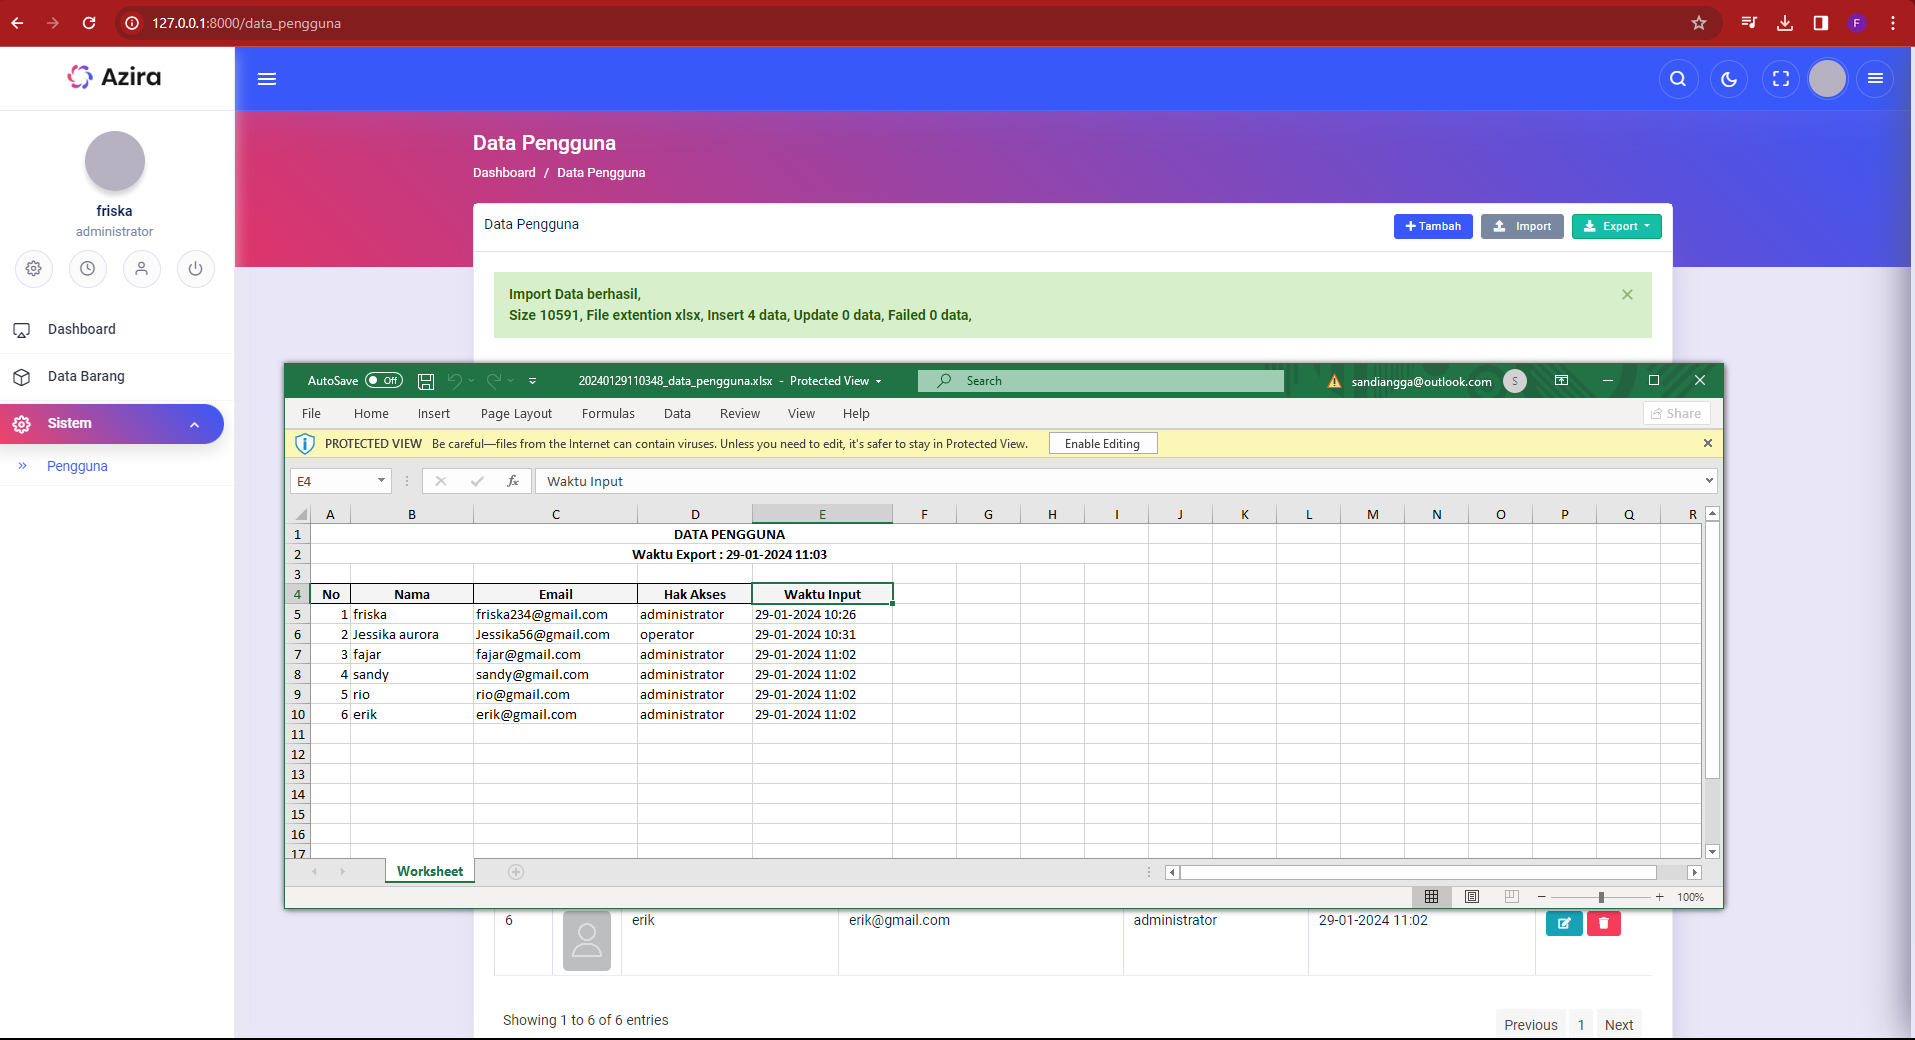 127.0.0.1:8000/data_pengguna
F
Azira
friska
administrator
Dashboard
Data Barang
Sistem
Pengguna
Data Pengguna
Dashboard / Data Pengguna
Data Pengguna
+ Tambah
Import
Export
Import Data berhasil,
Size 10591, File extention xlsx, Insert 4 data, Update 0 data, Failed 0 data,
AutoSave Off
20240129110348_data_pengguna.xlsx - Protected View
Search
sandiangga@outlook.com S
File Home Insert Page Layout Formulas Data Review View Help
Share
PROTECTED VIEW Be careful—files from the Internet can contain viruses. Unless you need to edit, it's safer to stay in Protected View. Enable Editing
E4 fx Waktu Input
A B C D E F G H I J K L M N O P Q R
1 DATA PENGGUNA
2 Waktu Export : 29-01-2024 11:03
3
4 No Nama Email Hak Akses Waktu Input
5 1 friska friska234@gmail.com administrator 29-01-2024 10:26
6 2 Jessika aurora Jessika56@gmail.com operator 29-01-2024 10:31
7 3 fajar fajar@gmail.com administrator 29-01-2024 11:02
8 4 sandy sandy@gmail.com administrator 29-01-2024 11:02
9 5 rio rio@gmail.com administrator 29-01-2024 11:02
10 6 erik erik@gmail.com administrator 29-01-2024 11:02
11
12
13
14
15
16
17
Worksheet
100%
6 erik erik@gmail.com administrator 29-01-2024 11:02
Showing 1 to 6 of 6 entries
Previous 1 Next